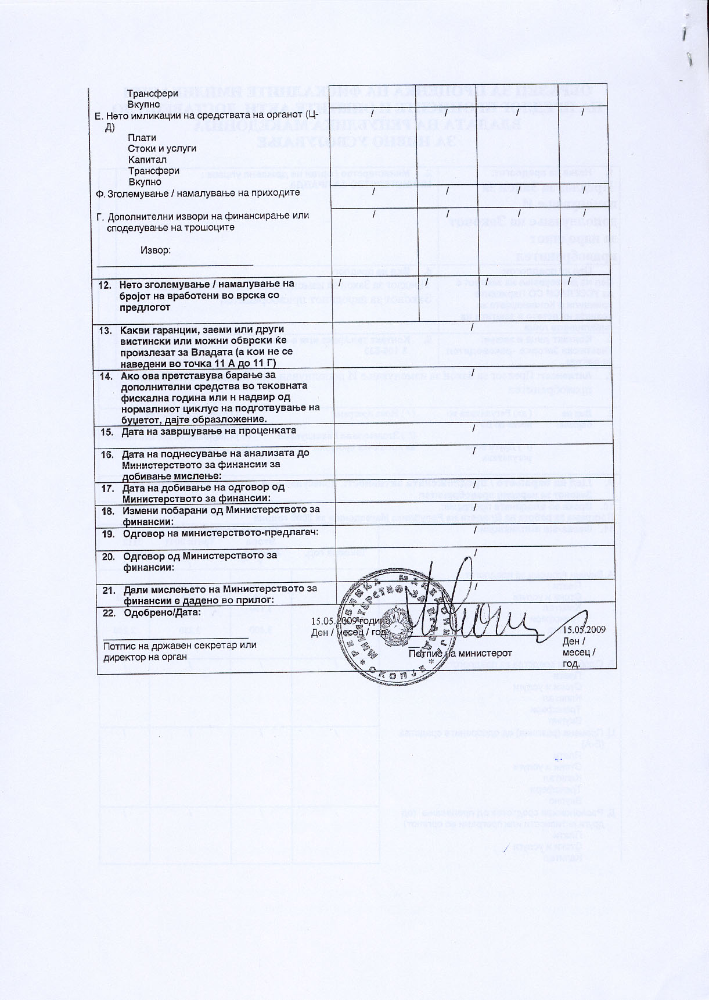 Трансфери
Вкупно
Е. Нето имликации на средствата на органот (Ц-
Д) / / / /
Плати
Стоки и услуги
Капитал
Трансфери
Вкупно
Ф. Зголемување / намалување на приходите / / / /
Г. Дополнителни извори на финансирање или / / / /
споделување на трошоците
Извор:
12. Нето зголемување / намалување на / / / /
бројот на вработени во врска со
предлогот
13. Какви гаранции, заеми или други /
вистински или можни обврски ќе
произлезат за Владата (а кои не се
наведени во точка 11 А до 11 Г)
14. Ако ова претставува барање за /
дополнителни средства во тековната
фискална година или н надвир од
нормалниот циклус на подготвување на
буџетот, дајте образложение.
15. Дата на завршување на проценката /
16. Дата на поднесување на анализата до /
Министерството за финансии за
добивање мислење:
17. Дата на добивање на одговор од /
Министерството за финансии:
18. Измени побарани од Министерството за /
финансии:
19. Одговор на министерството-предлагач: /
20. Одговор од Министерството за /
финансии:
21. Дали мислењето на Министерството за /
финансии е дадено во прилог:
22. Одобрено/Дата:
15.05.2009 година
Ден / месец / год.
Потпис на државен секретар или
директор на орган
Потпис на министерот
15.05.2009
Ден /
месец /
год.
РЕПУБЛИКА МАКЕДОНИЈА
МИНИСТЕРСТВО ЗА ПРАВДА
* СКОПЈЕ *